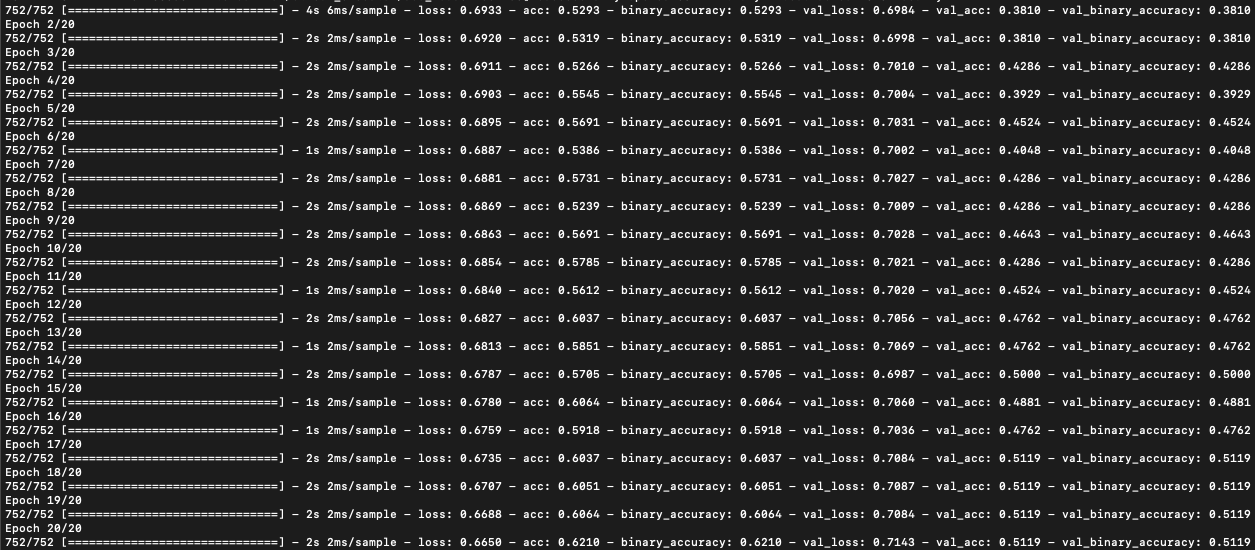 752/752 [==============================] - 4s 6ms/sample - loss: 0.6933 - acc: 0.5293 - binary_accuracy: 0.5293 - val_loss: 0.6984 - val_acc: 0.3810 - val_binary_accuracy: 0.3810
Epoch 2/20
752/752 [==============================] - 2s 2ms/sample - loss: 0.6920 - acc: 0.5319 - binary_accuracy: 0.5319 - val_loss: 0.6998 - val_acc: 0.3810 - val_binary_accuracy: 0.3810
Epoch 3/20
752/752 [==============================] - 2s 2ms/sample - loss: 0.6911 - acc: 0.5266 - binary_accuracy: 0.5266 - val_loss: 0.7010 - val_acc: 0.4286 - val_binary_accuracy: 0.4286
Epoch 4/20
752/752 [==============================] - 2s 2ms/sample - loss: 0.6903 - acc: 0.5545 - binary_accuracy: 0.5545 - val_loss: 0.7004 - val_acc: 0.3929 - val_binary_accuracy: 0.3929
Epoch 5/20
752/752 [==============================] - 2s 2ms/sample - loss: 0.6895 - acc: 0.5691 - binary_accuracy: 0.5691 - val_loss: 0.7031 - val_acc: 0.4524 - val_binary_accuracy: 0.4524
Epoch 6/20
752/752 [==============================] - 1s 2ms/sample - loss: 0.6887 - acc: 0.5386 - binary_accuracy: 0.5386 - val_loss: 0.7002 - val_acc: 0.4048 - val_binary_accuracy: 0.4048
Epoch 7/20
752/752 [==============================] - 2s 2ms/sample - loss: 0.6881 - acc: 0.5731 - binary_accuracy: 0.5731 - val_loss: 0.7027 - val_acc: 0.4286 - val_binary_accuracy: 0.4286
Epoch 8/20
752/752 [==============================] - 2s 2ms/sample - loss: 0.6869 - acc: 0.5239 - binary_accuracy: 0.5239 - val_loss: 0.7009 - val_acc: 0.4286 - val_binary_accuracy: 0.4286
Epoch 9/20
752/752 [==============================] - 2s 2ms/sample - loss: 0.6863 - acc: 0.5691 - binary_accuracy: 0.5691 - val_loss: 0.7028 - val_acc: 0.4643 - val_binary_accuracy: 0.4643
Epoch 10/20
752/752 [==============================] - 2s 2ms/sample - loss: 0.6854 - acc: 0.5785 - binary_accuracy: 0.5785 - val_loss: 0.7021 - val_acc: 0.4286 - val_binary_accuracy: 0.4286
Epoch 11/20
752/752 [==============================] - 1s 2ms/sample - loss: 0.6840 - acc: 0.5612 - binary_accuracy: 0.5612 - val_loss: 0.7020 - val_acc: 0.4524 - val_binary_accuracy: 0.4524
Epoch 12/20
752/752 [==============================] - 2s 2ms/sample - loss: 0.6827 - acc: 0.6037 - binary_accuracy: 0.6037 - val_loss: 0.7056 - val_acc: 0.4762 - val_binary_accuracy: 0.4762
Epoch 13/20
752/752 [==============================] - 1s 2ms/sample - loss: 0.6813 - acc: 0.5851 - binary_accuracy: 0.5851 - val_loss: 0.7069 - val_acc: 0.4762 - val_binary_accuracy: 0.4762
Epoch 14/20
752/752 [==============================] - 2s 2ms/sample - loss: 0.6787 - acc: 0.5705 - binary_accuracy: 0.5705 - val_loss: 0.6987 - val_acc: 0.5000 - val_binary_accuracy: 0.5000
Epoch 15/20
752/752 [==============================] - 1s 2ms/sample - loss: 0.6780 - acc: 0.6064 - binary_accuracy: 0.6064 - val_loss: 0.7060 - val_acc: 0.4881 - val_binary_accuracy: 0.4881
Epoch 16/20
752/752 [==============================] - 1s 2ms/sample - loss: 0.6759 - acc: 0.5918 - binary_accuracy: 0.5918 - val_loss: 0.7036 - val_acc: 0.4762 - val_binary_accuracy: 0.4762
Epoch 17/20
752/752 [==============================] - 2s 2ms/sample - loss: 0.6735 - acc: 0.6037 - binary_accuracy: 0.6037 - val_loss: 0.7084 - val_acc: 0.5119 - val_binary_accuracy: 0.5119
Epoch 18/20
752/752 [==============================] - 2s 2ms/sample - loss: 0.6707 - acc: 0.6051 - binary_accuracy: 0.6051 - val_loss: 0.7087 - val_acc: 0.5119 - val_binary_accuracy: 0.5119
Epoch 19/20
752/752 [==============================] - 2s 2ms/sample - loss: 0.6688 - acc: 0.6064 - binary_accuracy: 0.6064 - val_loss: 0.7084 - val_acc: 0.5119 - val_binary_accuracy: 0.5119
Epoch 20/20
752/752 [==============================] - 2s 2ms/sample - loss: 0.6650 - acc: 0.6210 - binary_accuracy: 0.6210 - val_loss: 0.7143 - val_acc: 0.5119 - val_binary_accuracy: 0.5119